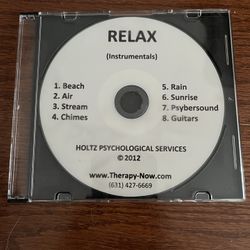 RELAX
(Instrumentals)
1. Beach
2. Air
3. Stream
4. Chimes
5. Rain
6. Sunrise
7. Psybersound
8. Guitars
HOLTZ PSYCHOLOGICAL SERVICES
© 2012
www.Therapy-Now.com
(631) 427-6669